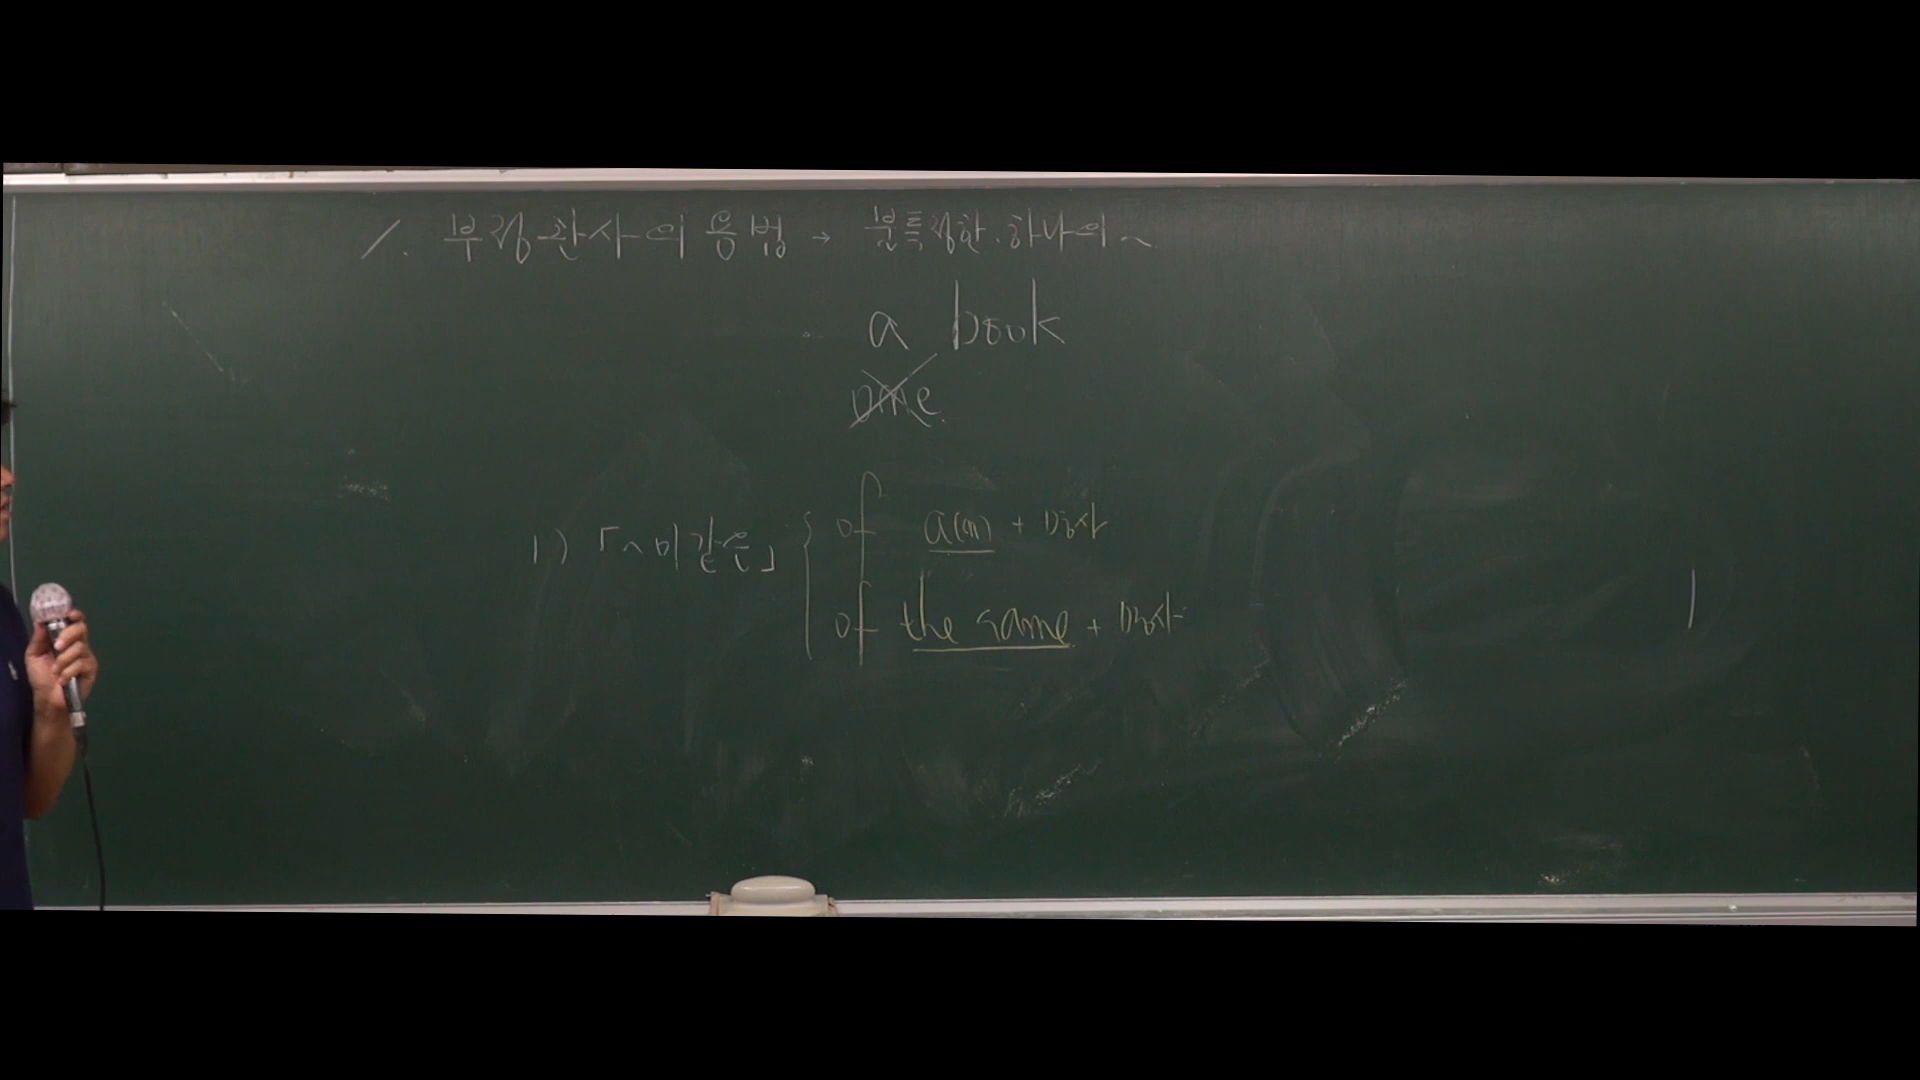 1. 부정관사의 용법 → 불특정한. 하나의 ~
a book
one
1) 「~이 같은」 { of a(an) + 명사
of the same + 명사